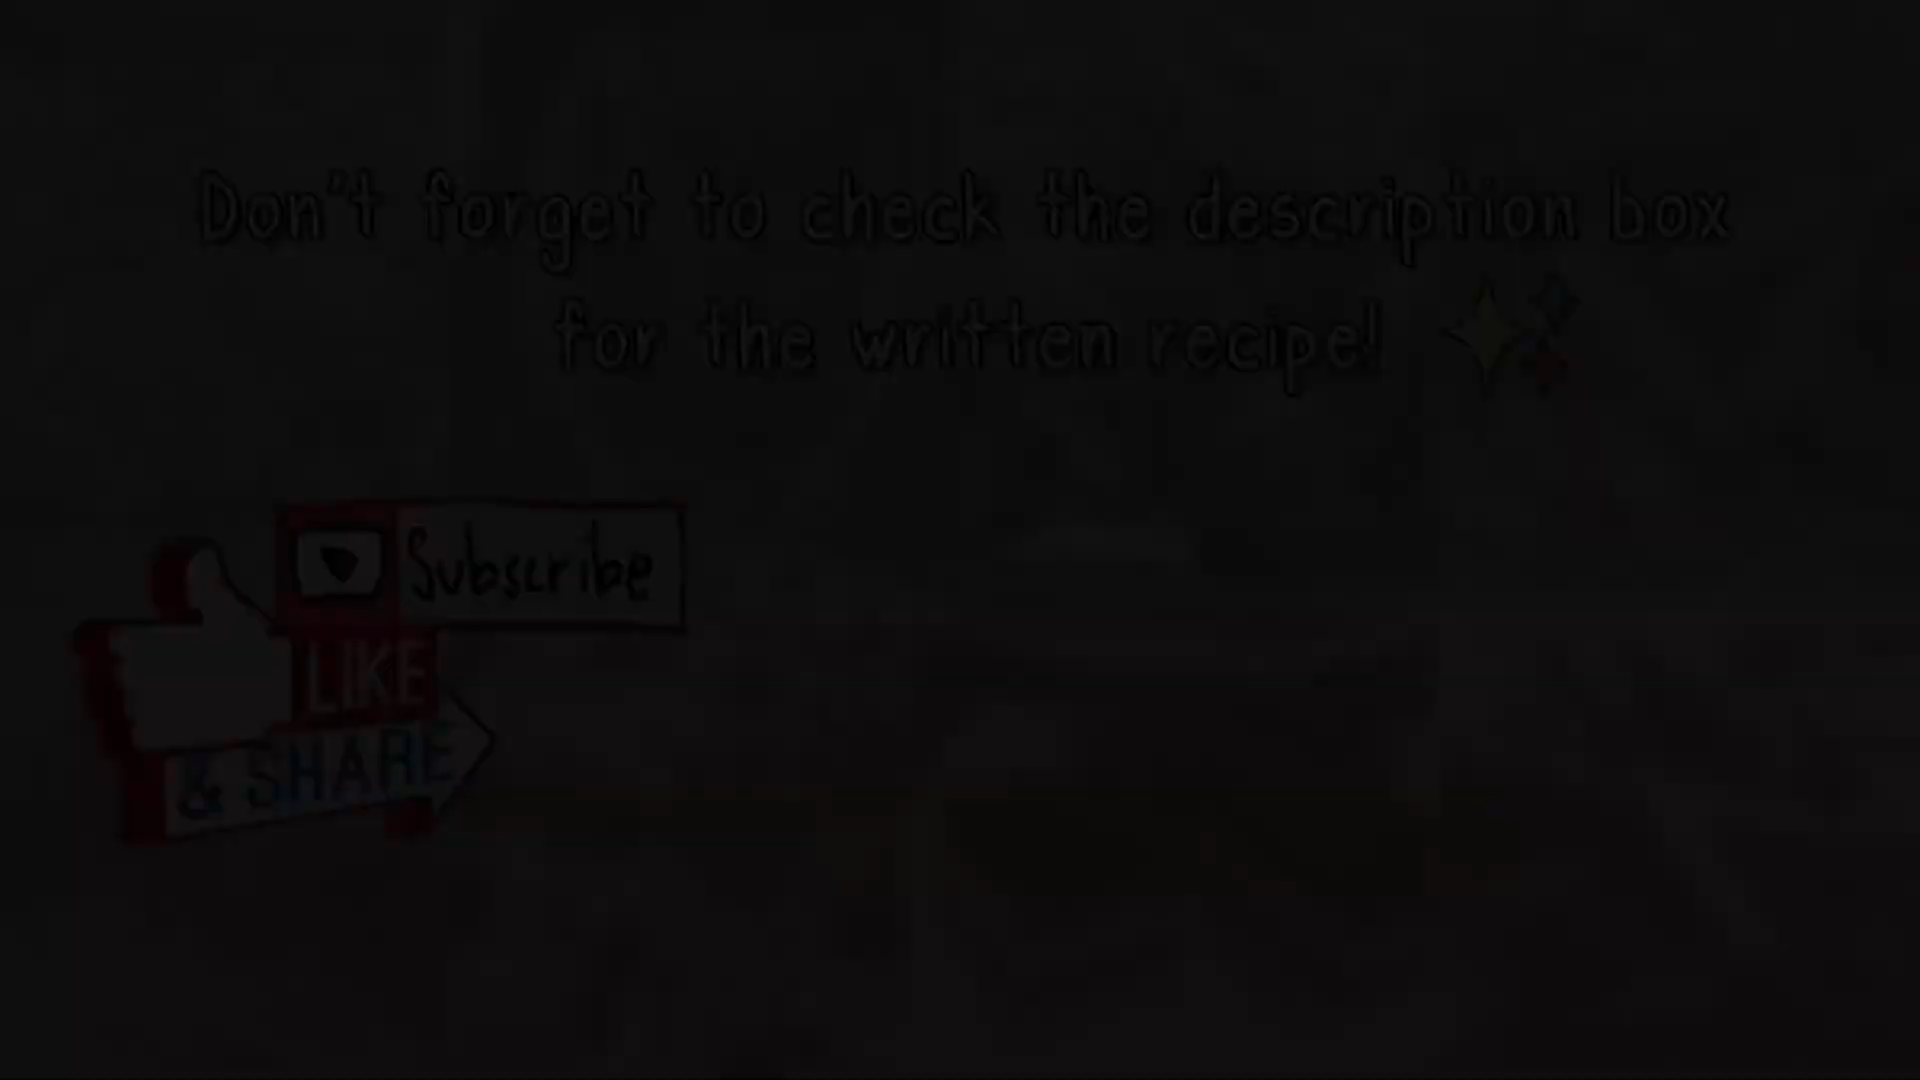 Don't forget to check the description box
for the written recipe!
Subscribe
LIKE
& SHARE